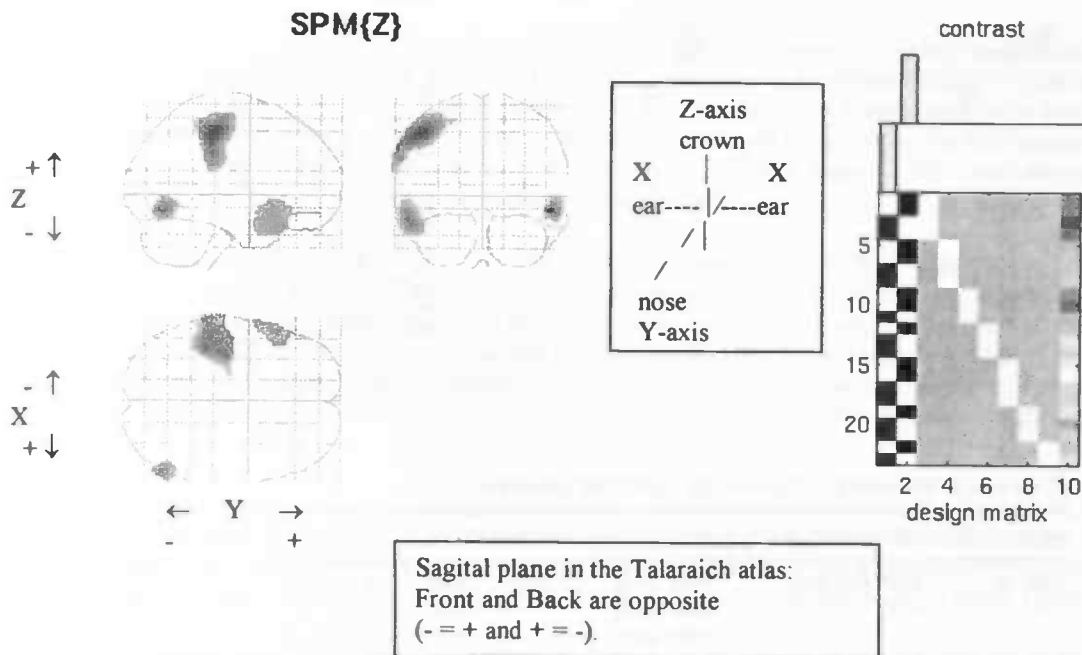 SPM{Z}
contrast
+ ↑
Z
- ↓
Z-axis
crown
X X
ear---- ----ear
nose
Y-axis
5
10
15
20
2 4 6 8 10
design matrix
- ↑
X
+ ↓
← Y →
- +
Sagital plane in the Talaraich atlas:
Front and Back are opposite
(- = + and + = -).